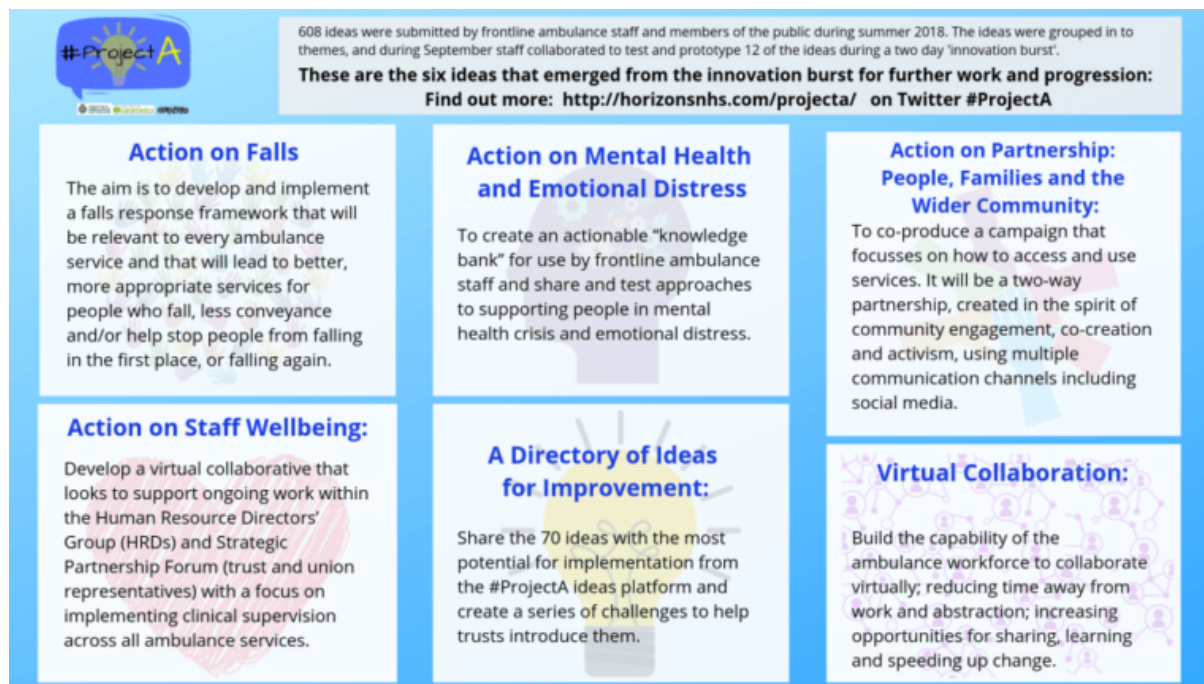 #ProjectA
608 ideas were submitted by frontline ambulance staff and members of the public during summer 2018. The ideas were grouped in to
themes, and during September staff collaborated to test and prototype 12 of the ideas during a two day 'innovation burst'.
These are the six ideas that emerged from the innovation burst for further work and progression:
Find out more: http://horizonsnhs.com/projecta/ on Twitter #ProjectA
Action on Falls
The aim is to develop and implement
a falls response framework that will
be relevant to every ambulance
service and that will lead to better,
more appropriate services for
people who fall, less conveyance
and/or help stop people from falling
in the first place, or falling again.
Action on Mental Health
and Emotional Distress
To create an actionable “knowledge
bank” for use by frontline ambulance
staff and share and test approaches
to supporting people in mental
health crisis and emotional distress.
Action on Partnership:
People, Families and the
Wider Community:
To co-produce a campaign that
focusses on how to access and use
services. It will be a two-way
partnership, created in the spirit of
community engagement, co-creation
and activism, using multiple
communication channels including
social media.
Action on Staff Wellbeing:
Develop a virtual collaborative that
looks to support ongoing work within
the Human Resource Directors’
Group (HRDs) and Strategic
Partnership Forum (trust and union
representatives) with a focus on
implementing clinical supervision
across all ambulance services.
A Directory of Ideas
for Improvement:
Share the 70 ideas with the most
potential for implementation from
the #ProjectA ideas platform and
create a series of challenges to help
trusts introduce them.
Virtual Collaboration:
Build the capability of the
ambulance workforce to collaborate
virtually; reducing time away from
work and abstraction; increasing
opportunities for sharing, learning
and speeding up change.